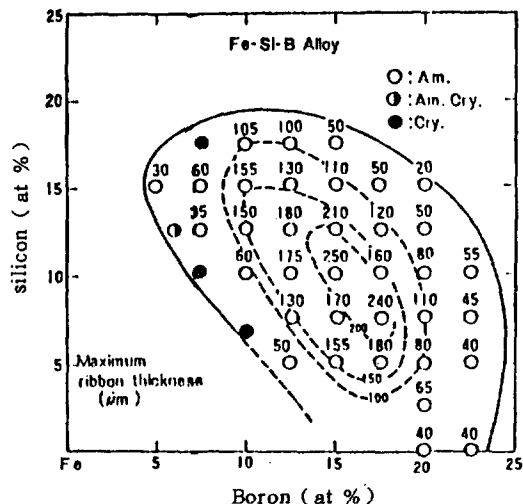 25
Fe-Si-B Alloy
○:Am.
◐:Am.Cry.
●:Cry.
20
105 100 50
30 60 155 130 110 50 20
15
35 150 180 210 120 50
60 175 250 160 80 55
10
130 170 240 110 45
200
50 155 180 80 40
5
150
100
65
40 40
Maximum
ribbon thickness
(μm)
silicon (at %)
Fe 5 10 15 20 25
Boron (at %)